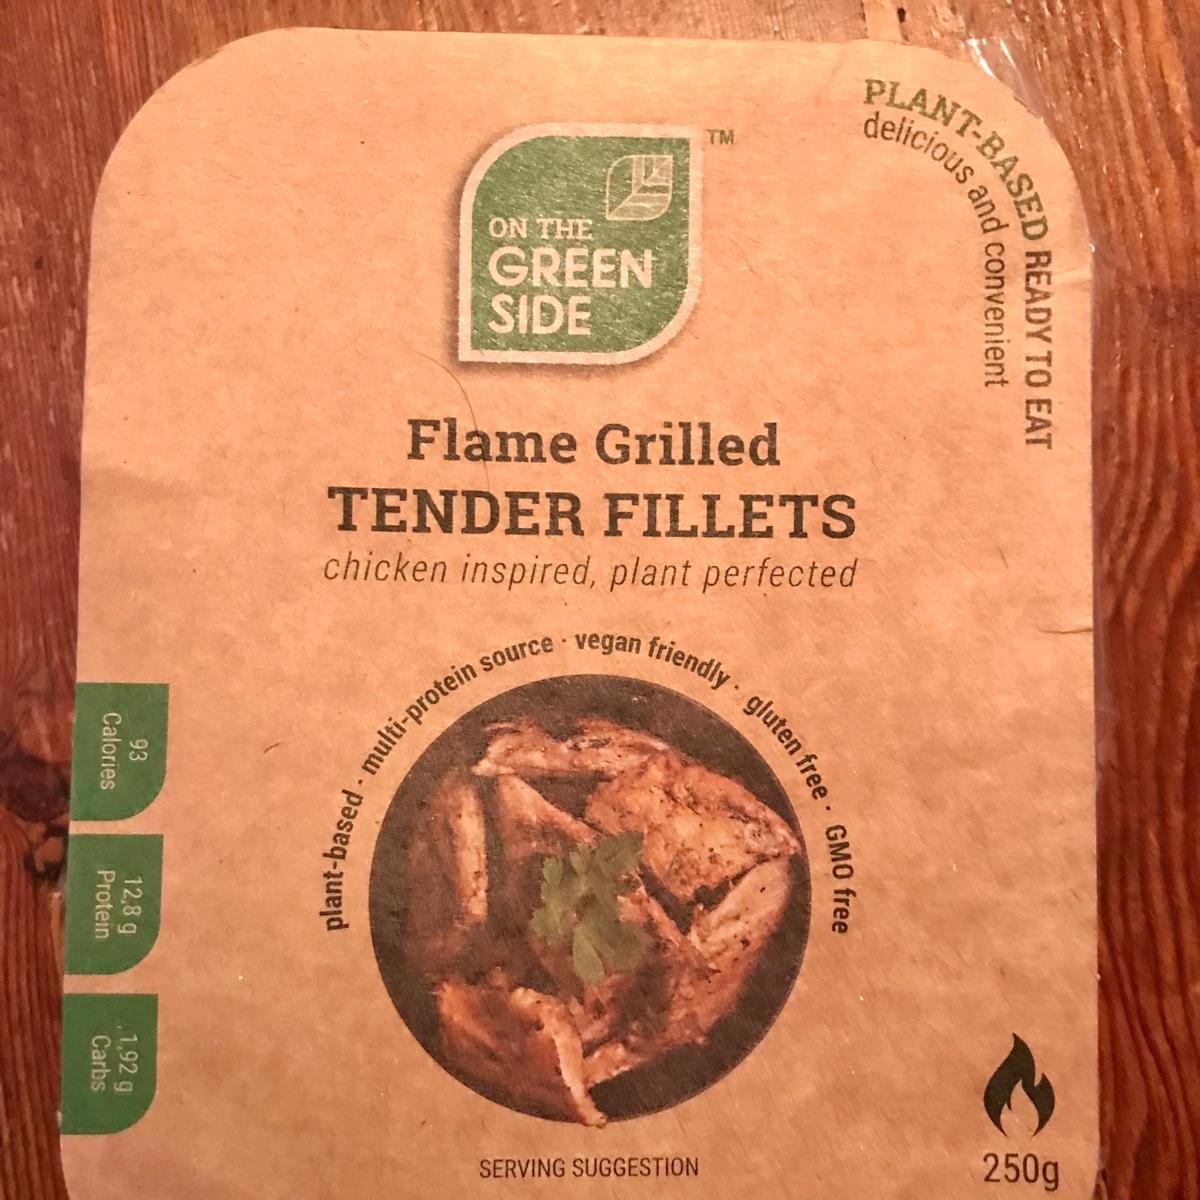 PLANT-BASED READY TO EAT
delicious and convenient
TM
ON THE
GREEN
SIDE
Flame Grilled
TENDER FILLETS
chicken inspired, plant perfected
plant-based · multi-protein source · vegan friendly · gluten free · GMO free
93
Calories
12,8 g
Protein
1,92 g
Carbs
SERVING SUGGESTION
250g